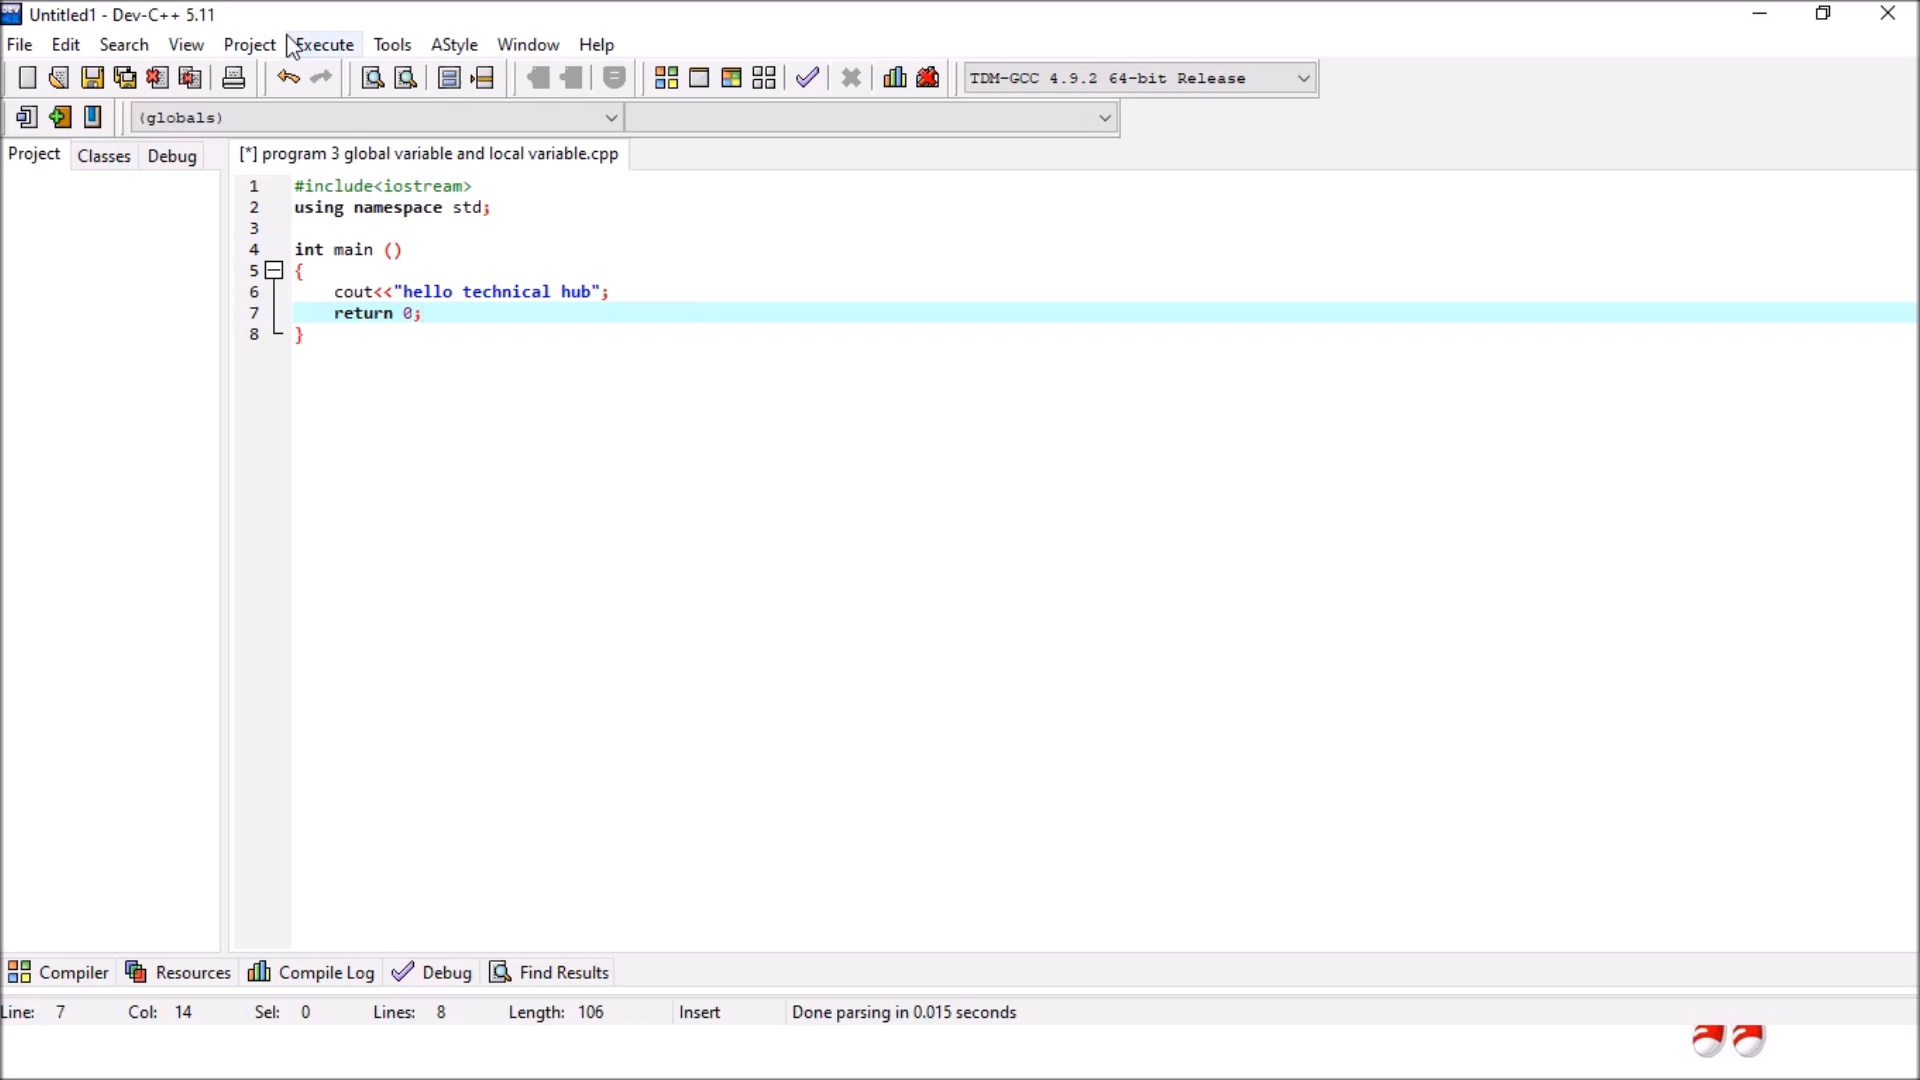 Untitled1 - Dev-C++ 5.11
File Edit Search View Project Execute Tools AStyle Window Help
TDM-GCC 4.9.2 64-bit Release
(globals)
Project Classes Debug [*] program 3 global variable and local variable.cpp
1 #include<iostream>
2 using namespace std;
3
4 int main ()
5 {
6 cout<<"hello technical hub";
7 return 0;
8 }
Compiler Resources Compile Log Debug Find Results
Line: 7 Col: 14 Sel: 0 Lines: 8 Length: 106 Insert Done parsing in 0.015 seconds